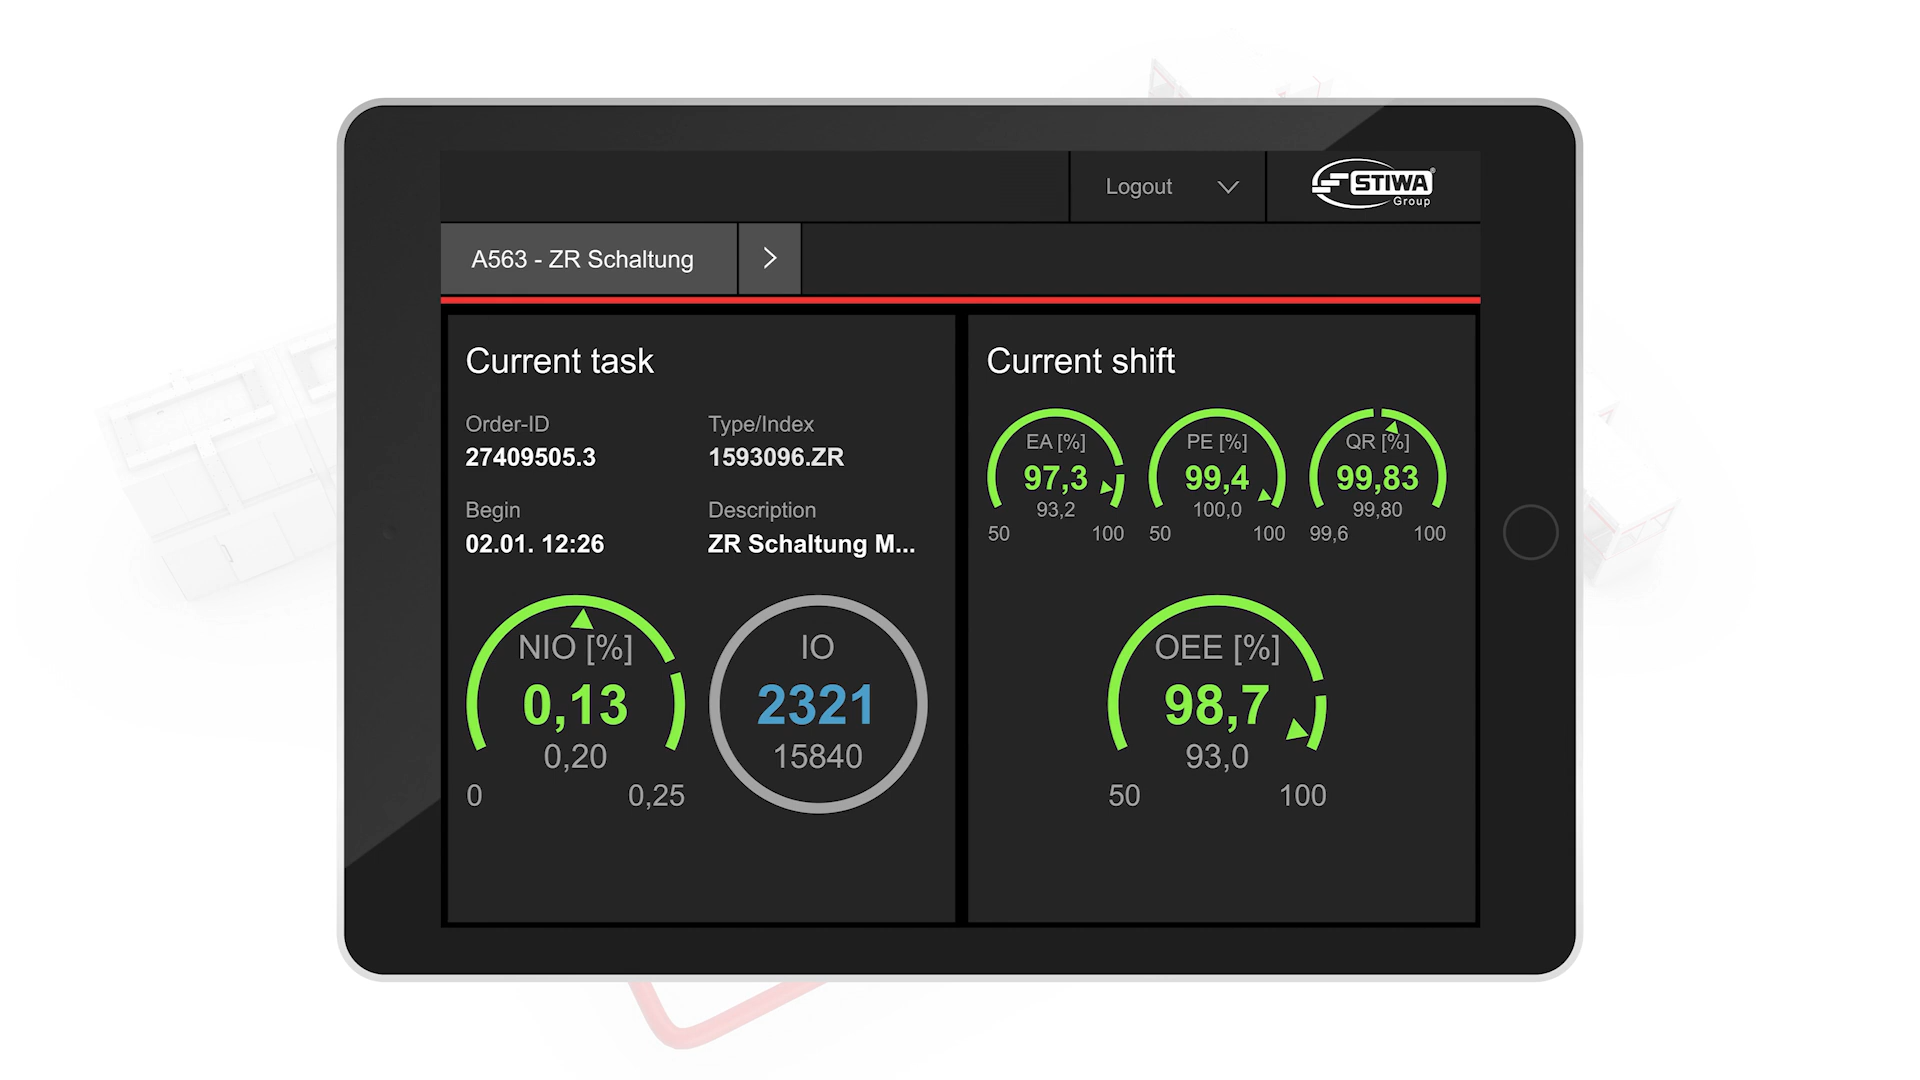 Logout
STIWA®
Group
A563 - ZR Schaltung
Current task
Order-ID
27409505.3
Type/Index
1593096.ZR
Begin
02.01. 12:26
Description
ZR Schaltung M...
NIO [%]
0,13
0,20
0 0,25
IO
2321
15840
Current shift
EA [%]
97,3
93,2
50 100
PE [%]
99,4
100,0
50 100
QR [%]
99,83
99,80
99,6 100
OEE [%]
98,7
93,0
50 100